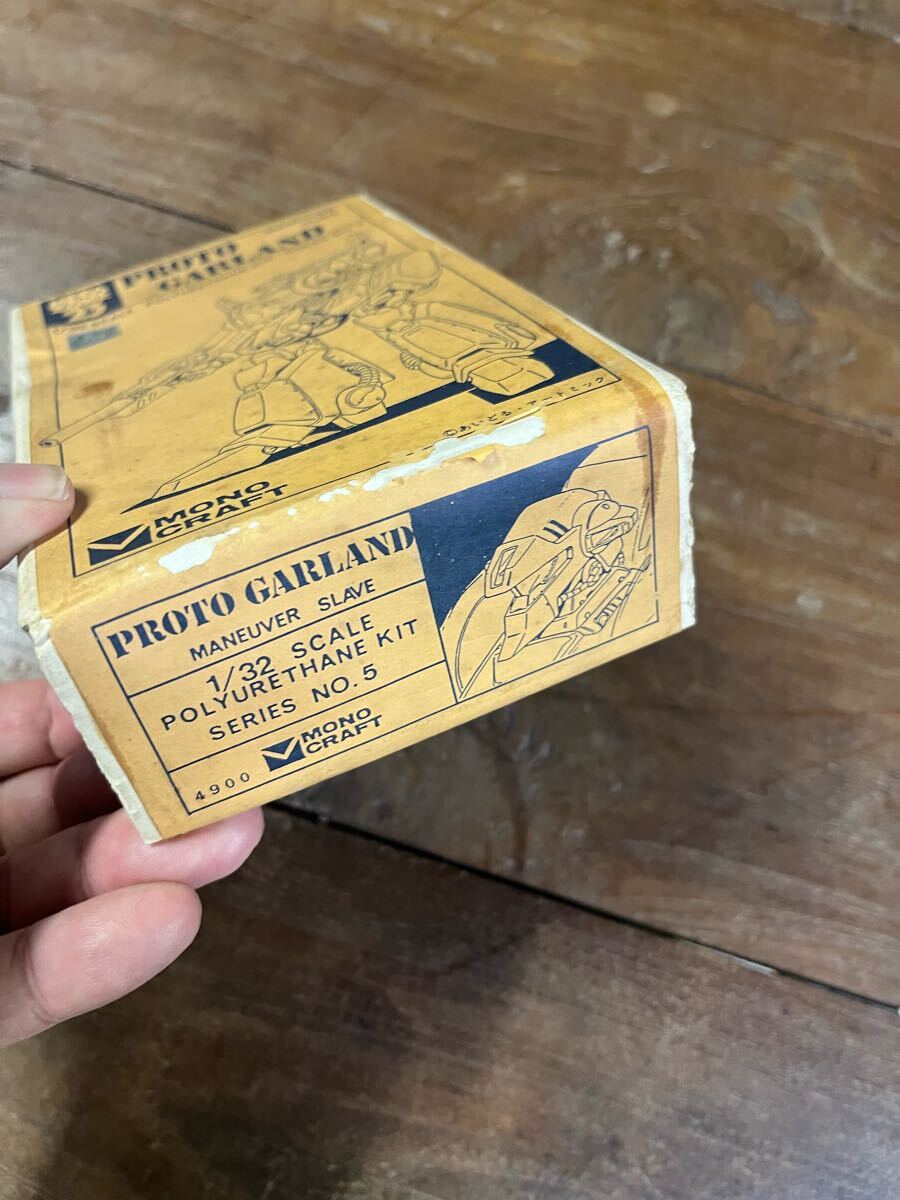 PROTO
GARLAND
©あいどる・アートミック
MONO
CRAFT
PROTO GARLAND
MANEUVER SLAVE
1/32 SCALE
POLYURETHANE KIT
SERIES NO.5
4900
MONO
CRAFT